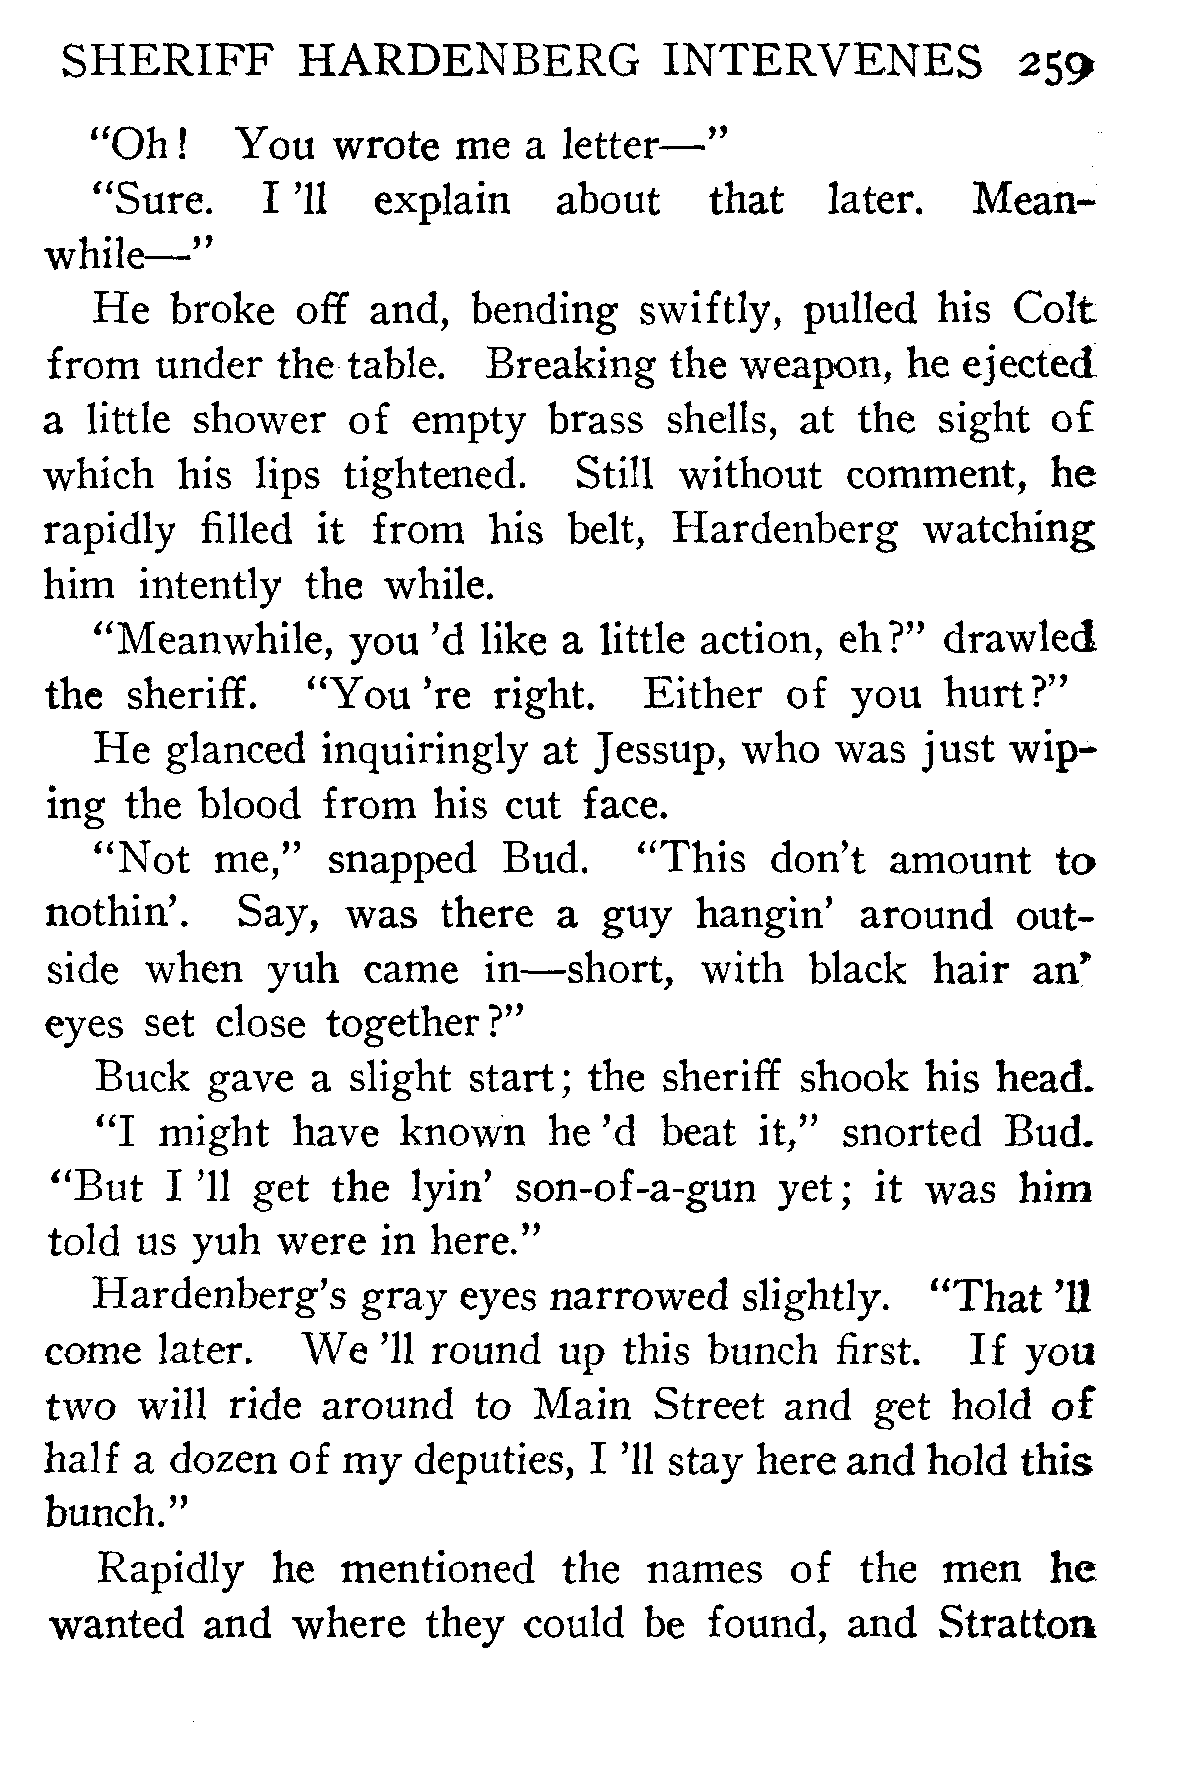 SHERIFF HARDENBERG INTERVENES 259
“Oh! You wrote me a letter—”
“Sure. I ’ll explain about that later. Mean-
while—”
He broke off and, bending swiftly, pulled his Colt
from under the table. Breaking the weapon, he ejected
a little shower of empty brass shells, at the sight of
which his lips tightened. Still without comment, he
rapidly filled it from his belt, Hardenberg watching
him intently the while.
“Meanwhile, you ’d like a little action, eh?” drawled
the sheriff. “You ’re right. Either of you hurt?”
He glanced inquiringly at Jessup, who was just wip-
ing the blood from his cut face.
“Not me,” snapped Bud. “This don’t amount to
nothin’. Say, was there a guy hangin’ around out-
side when yuh came in—short, with black hair an’
eyes set close together?”
Buck gave a slight start; the sheriff shook his head.
“I might have known he ’d beat it,” snorted Bud.
“But I ’ll get the lyin’ son-of-a-gun yet; it was him
told us yuh were in here.”
Hardenberg’s gray eyes narrowed slightly. “That ’ll
come later. We ’ll round up this bunch first. If you
two will ride around to Main Street and get hold of
half a dozen of my deputies, I ’ll stay here and hold this
bunch.”
Rapidly he mentioned the names of the men he
wanted and where they could be found, and Stratton